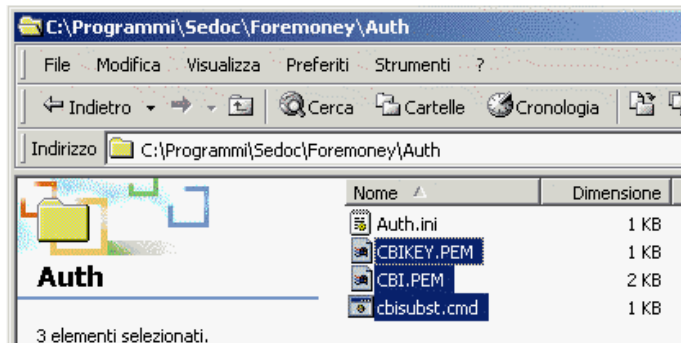 C:\Programmi\Sedoc\Foremoney\Auth
File Modifica Visualizza Preferiti Strumenti ?
Indietro Cerca Cartelle Cronologia
Indirizzo C:\Programmi\Sedoc\Foremoney\Auth
Nome Dimensione
Auth.ini 1 KB
CBIKEY.PEM 1 KB
CBI.PEM 2 KB
cbisubst.cmd 1 KB
Auth
3 elementi selezionati.